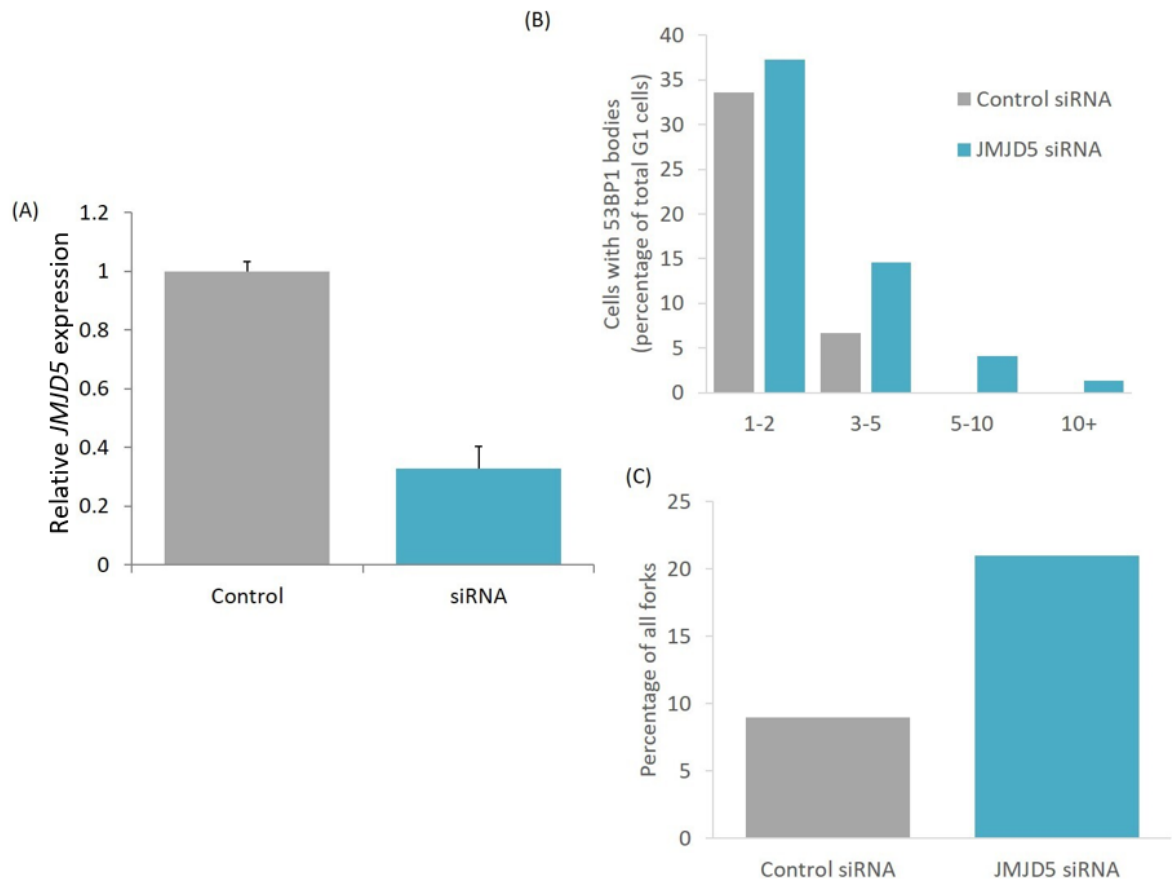 (A)
Relative JMJD5 expression
1.2
1
0.8
0.6
0.4
0.2
0
Control siRNA
(B)
Cells with 53BP1 bodies
(percentage of total G1 cells)
40
35
30
25
20
15
10
5
0
1-2 3-5 5-10 10+
Control siRNA
JMJD5 siRNA
(C)
Percentage of all forks
25
20
15
10
5
0
Control siRNA JMJD5 siRNA